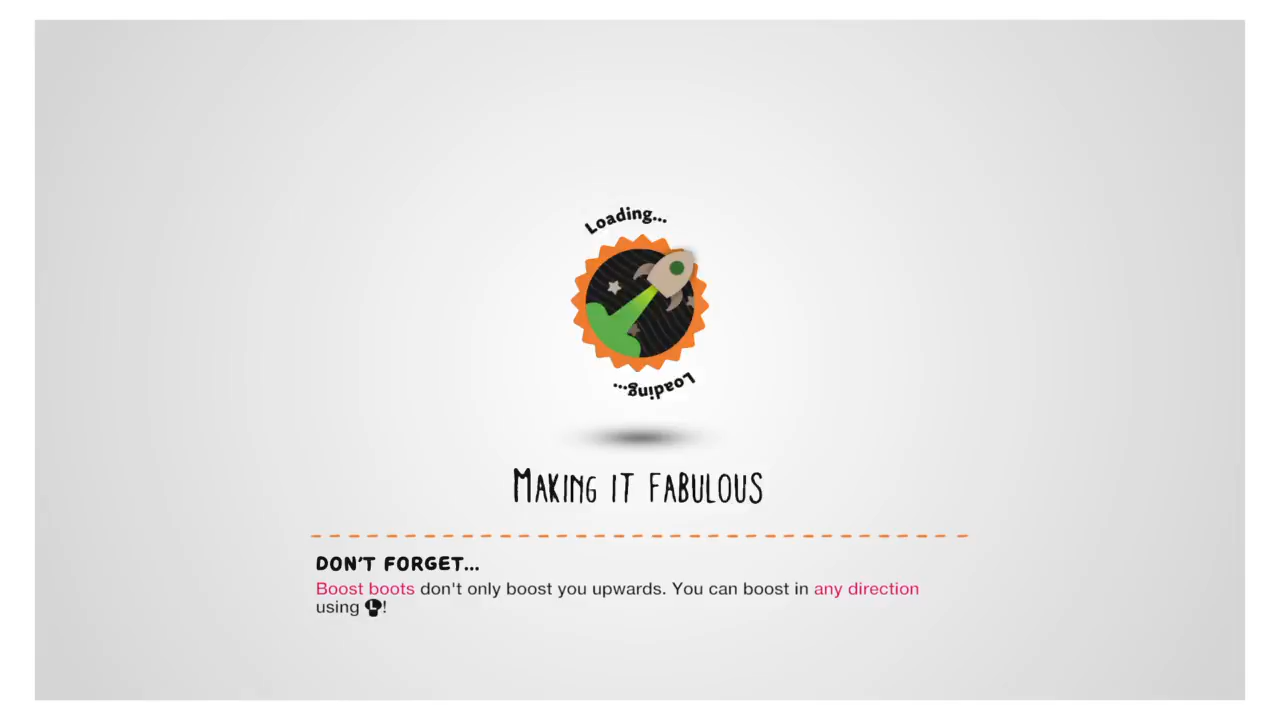 Loading...
Loading...
Making it fabulous
DON'T FORGET...
Boost boots don't only boost you upwards. You can boost in any direction
using L!